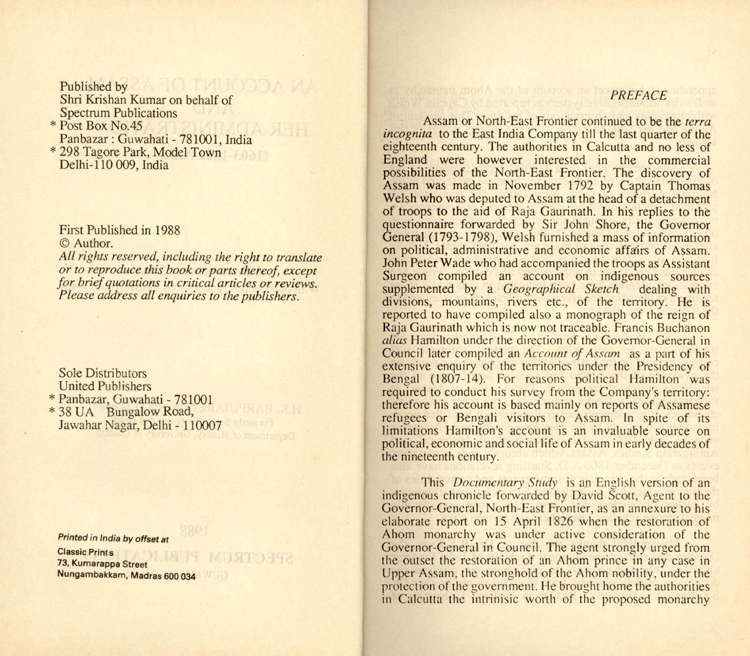 Published by
Shri Krishan Kumar on behalf of
Spectrum Publications
* Post Box No.45
Panbazar : Guwahati - 781001, India
* 298 Tagore Park, Model Town
Delhi-110 009, India
First Published in 1988
© Author.
All rights reserved, including the right to translate
or to reproduce this book or parts thereof, except
for brief quotations in critical articles or reviews.
Please address all enquiries to the publishers.
Sole Distributors
United Publishers
* Panbazar, Guwahati - 781001
* 38 UA Bungalow Road,
Jawahar Nagar, Delhi - 110007
Printed in India by offset at
Classic Prints
73, Kumarappa Street
Nungambakkam, Madras 600 034
PREFACE
Assam or North-East Frontier continued to be the terra
incognita to the East India Company till the last quarter of the
eighteenth century. The authorities in Calcutta and no less of
England were however interested in the commercial
possibilities of the North-East Frontier. The discovery of
Assam was made in November 1792 by Captain Thomas
Welsh who was deputed to Assam at the head of a detachment
of troops to the aid of Raja Gaurinath. In his replies to the
questionnaire forwarded by Sir John Shore, the Governor
General (1793-1798), Welsh furnished a mass of information
on political, administrative and economic affairs of Assam.
John Peter Wade who had accompanied the troops as Assistant
Surgeon compiled an account on indigenous sources
supplemented by a Geographical Sketch dealing with
divisions, mountains, rivers etc., of the territory. He is
reported to have compiled also a monograph of the reign of
Raja Gaurinath which is now not traceable. Francis Buchanon
alias Hamilton under the direction of the Governor-General in
Council later compiled an Account of Assam as a part of his
extensive enquiry of the territories under the Presidency of
Bengal (1807-14). For reasons political Hamilton was
required to conduct his survey from the Company's territory:
therefore his account is based mainly on reports of Assamese
refugees or Bengali visitors to Assam. In spite of its
limitations Hamilton's account is an invaluable source on
political, economic and social life of Assam in early decades of
the nineteenth century.
This Documentary Study is an English version of an
indigenous chronicle forwarded by David Scott, Agent to the
Governor-General, North-East Frontier, as an annexure to his
elaborate report on 15 April 1826 when the restoration of
Ahom monarchy was under active consideration of the
Governor-General in Council. The agent strongly urged from
the outset the restoration of an Ahom prince in any case in
Upper Assam, the stronghold of the Ahom nobility, under the
protection of the government. He brought home the authorities
in Calcutta the intrinisic worth of the proposed monarchy